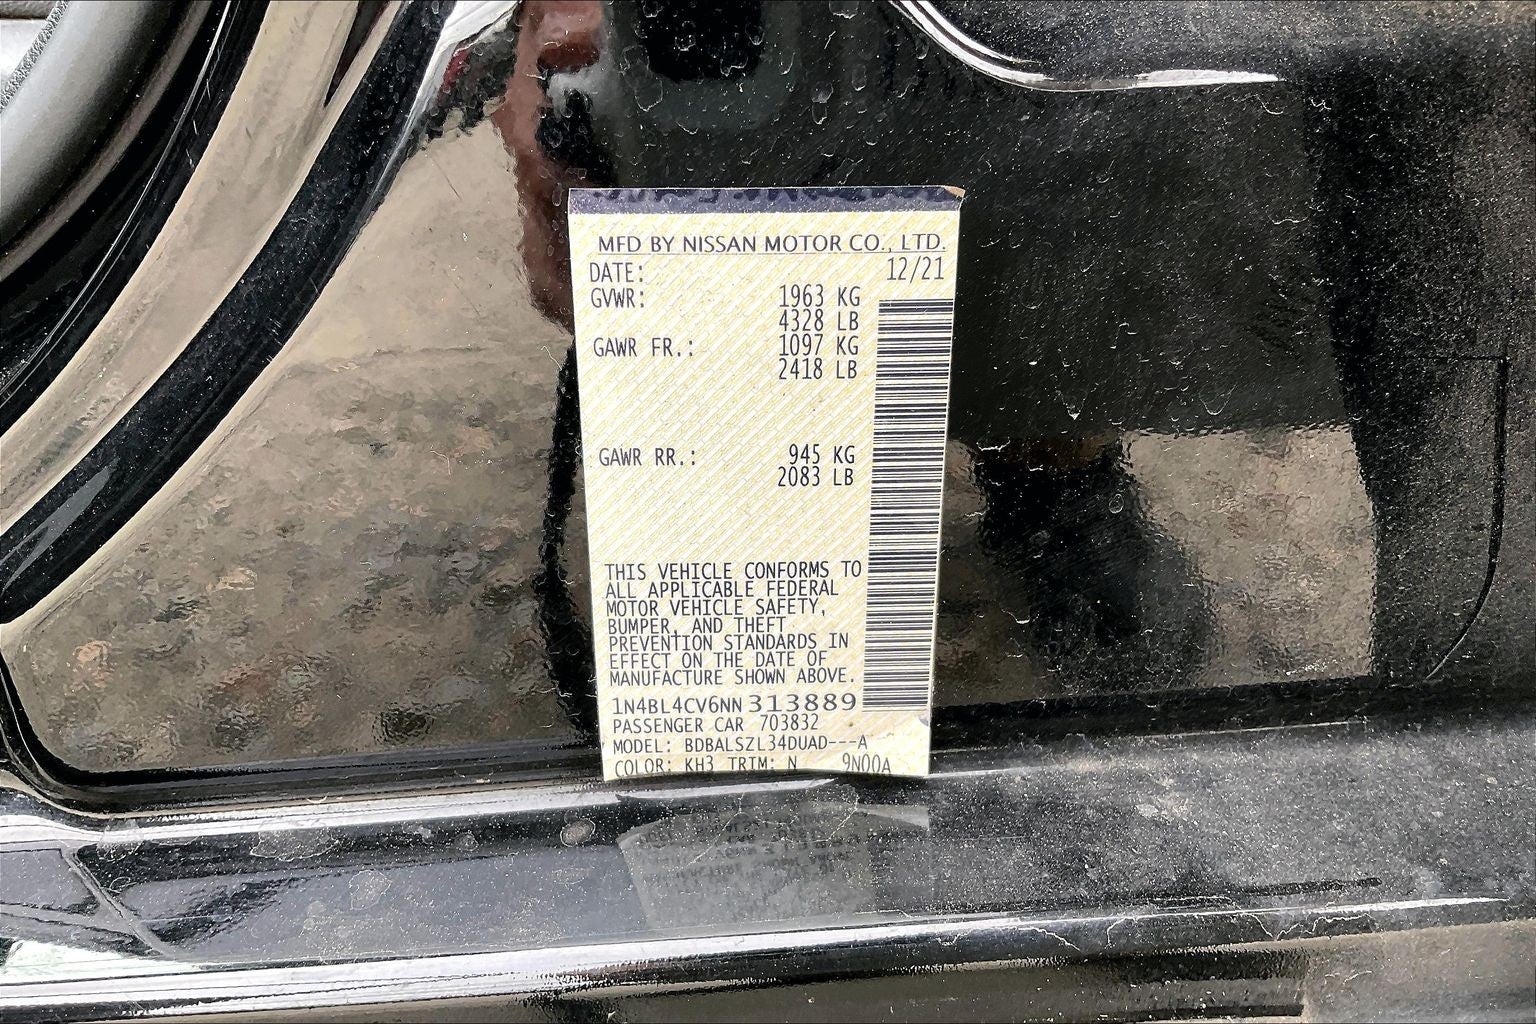 MFD BY NISSAN MOTOR CO., LTD.
DATE: 12/21
GVWR: 1963 KG
4328 LB
GAWR FR.: 1097 KG
2418 LB
GAWR RR.: 945 KG
2083 LB
THIS VEHICLE CONFORMS TO
ALL APPLICABLE FEDERAL
MOTOR VEHICLE SAFETY,
BUMPER, AND THEFT
PREVENTION STANDARDS IN
EFFECT ON THE DATE OF
MANUFACTURE SHOWN ABOVE.
1N4BL4CV6NN313889
PASSENGER CAR 703832
MODEL: BDBALSZL34DUAD---A
COLOR: KH3 TRIM: N 9N00A